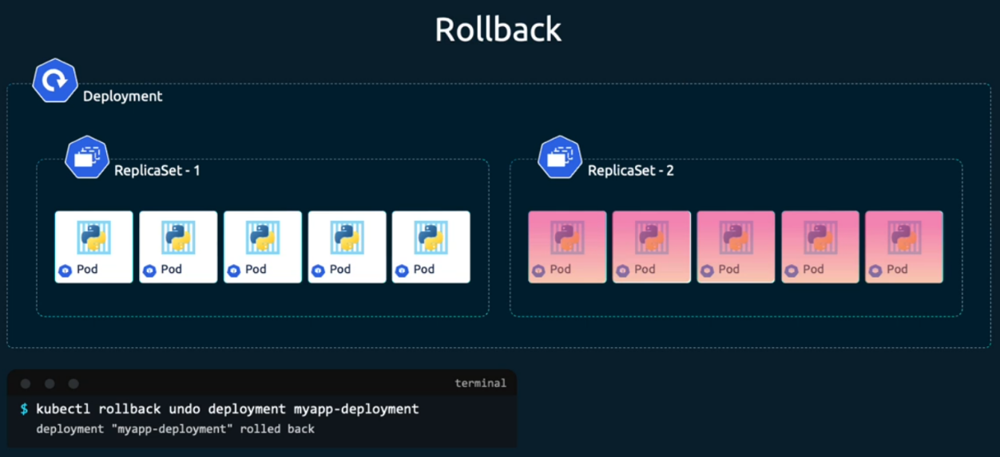 Rollback
Deployment
ReplicaSet - 1
ReplicaSet - 2
Pod Pod Pod Pod Pod
Pod Pod Pod Pod Pod
terminal
$ kubectl rollback undo deployment myapp-deployment
deployment "myapp-deployment" rolled back